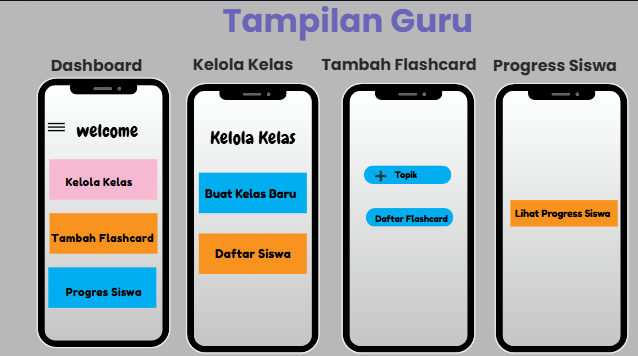 Tampilan Guru
Dashboard
Kelola Kelas
Tambah Flashcard
Progress Siswa
welcome
Kelola Kelas
Tambah Flashcard
Progres Siswa
Kelola Kelas
Buat Kelas Baru
Daftar Siswa
+ Topik
Daftar Flashcard
Lihat Progress Siswa